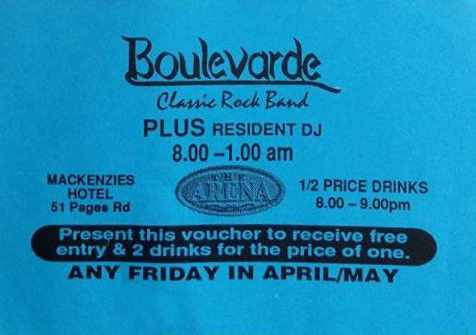 Boulevarde
Classic Rock Band
PLUS RESIDENT DJ
8.00 –1.00 am
MACKENZIES
HOTEL
51 Pages Rd
THE
ARENA
1/2 PRICE DRINKS
8.00 – 9.00pm
Present this voucher to receive free
entry & 2 drinks for the price of one.
ANY FRIDAY IN APRIL/MAY